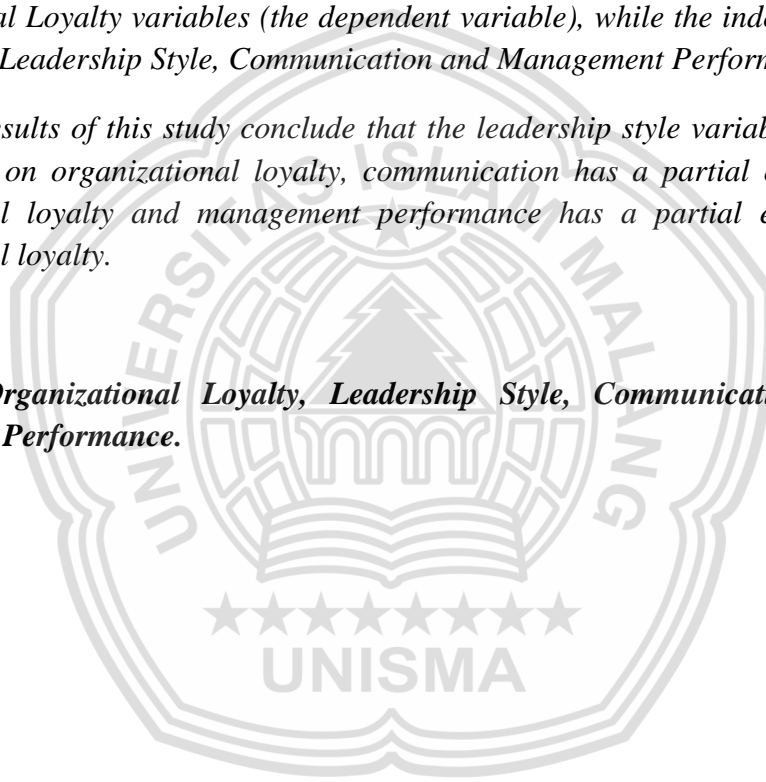 al Loyalty variables (the dependent variable), while the inde
Leadership Style, Communication and Management Perform
sults of this study conclude that the leadership style variab
on organizational loyalty, communication has a partial
l loyalty and management performance has a partial e
l loyalty.
Organizational Loyalty, Leadership Style, Communicati
Performance.
UNIVERSITAS ISLAM MALANG
UNISMA